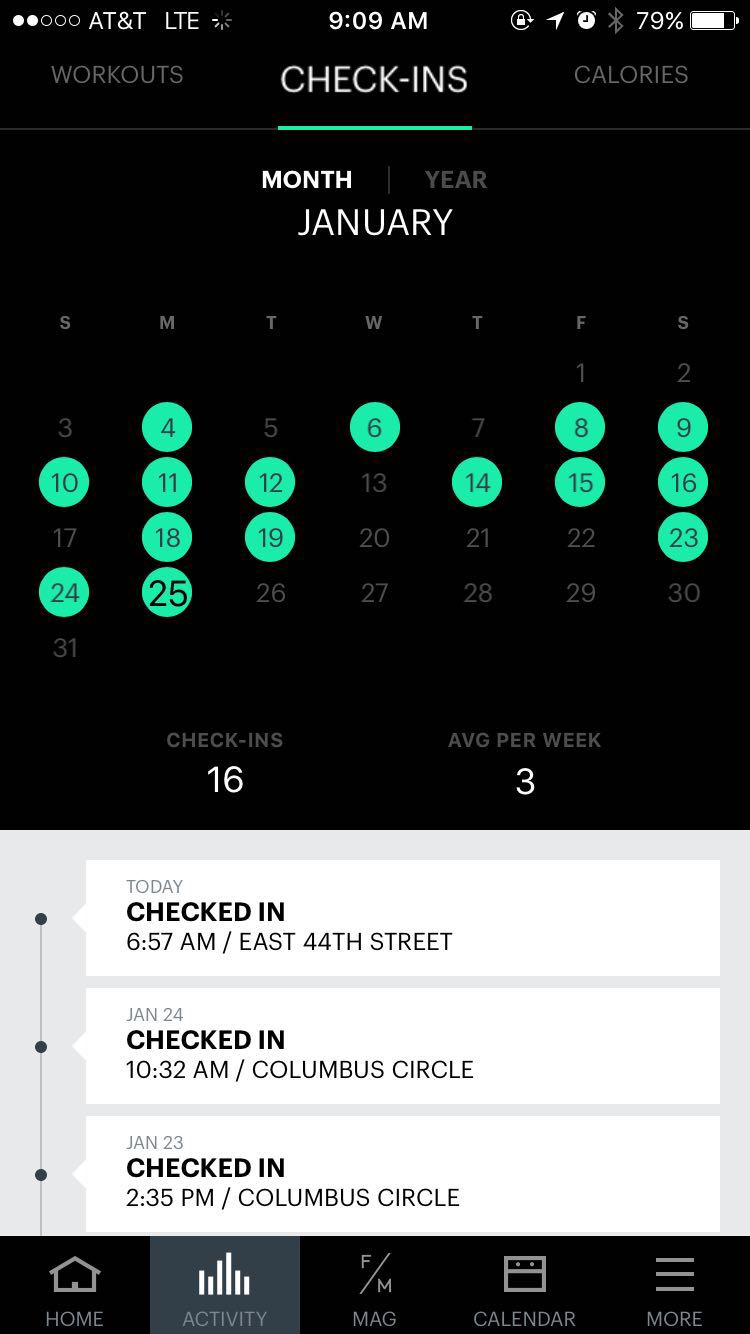 AT&T LTE 9:09 AM 79%
WORKOUTS CHECK-INS CALORIES
MONTH | YEAR
JANUARY
S M T W T F S
1 2
3 4 5 6 7 8 9
10 11 12 13 14 15 16
17 18 19 20 21 22 23
24 25 26 27 28 29 30
31
CHECK-INS AVG PER WEEK
16 3
TODAY
CHECKED IN
6:57 AM / EAST 44TH STREET
JAN 24
CHECKED IN
10:32 AM / COLUMBUS CIRCLE
JAN 23
CHECKED IN
2:35 PM / COLUMBUS CIRCLE
F/M
HOME ACTIVITY MAG CALENDAR MORE